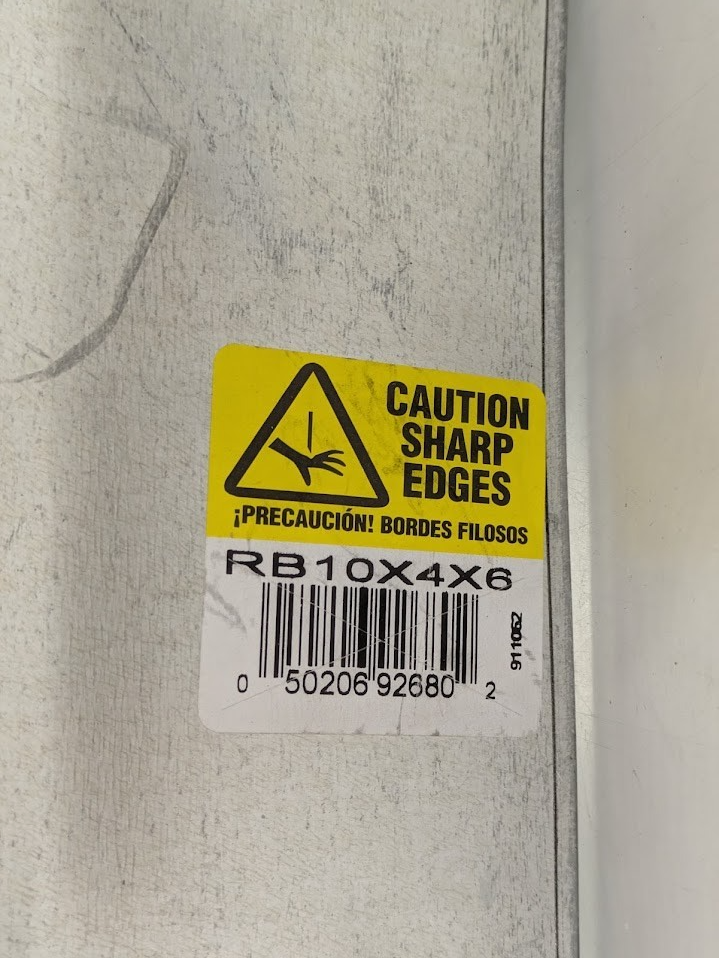 CAUTION
SHARP
EDGES
¡PRECAUCIÓN! BORDES FILOSOS
RB10X4X6
911062
0 50206 92680 2